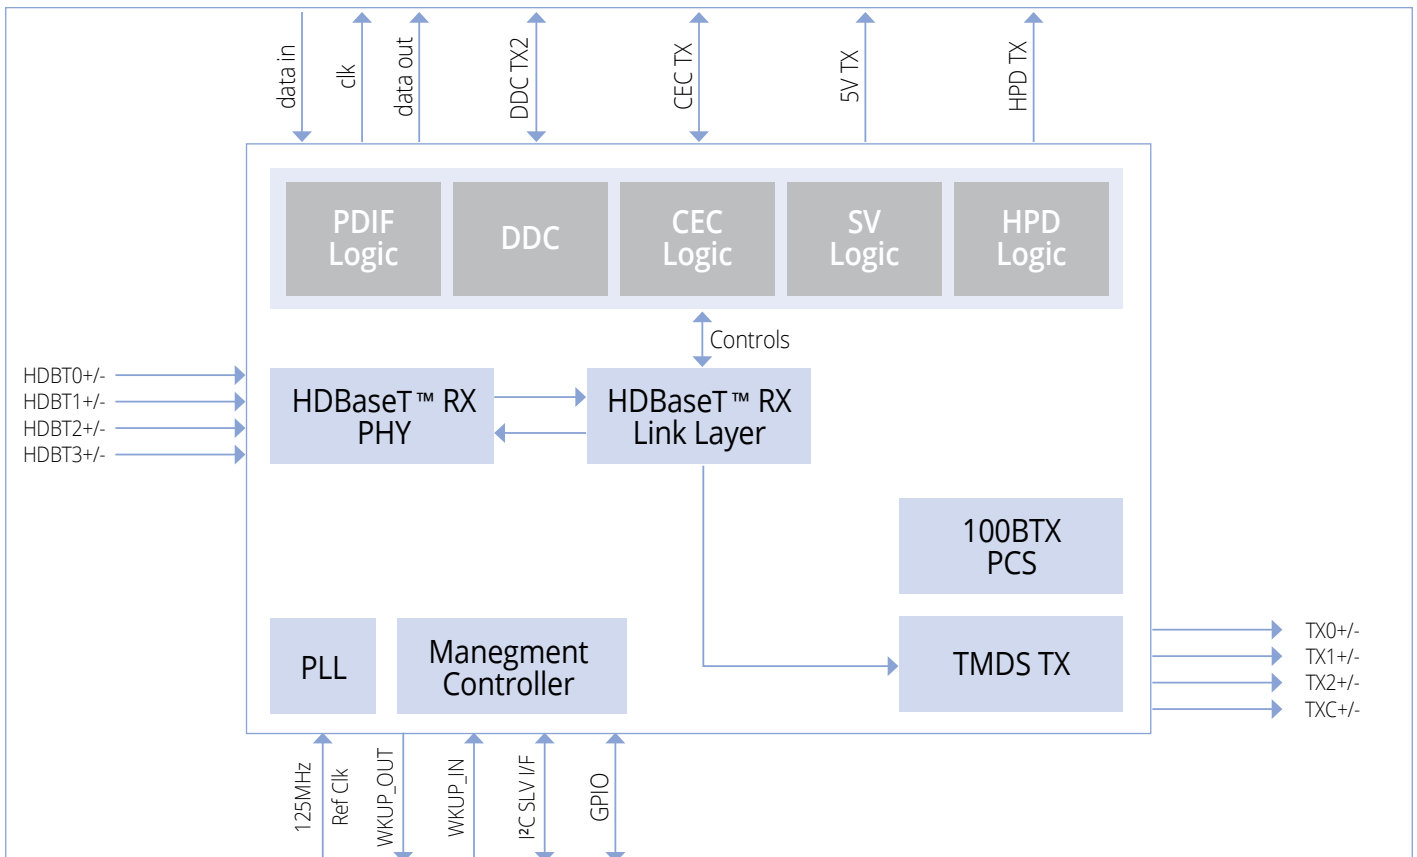 data in
clk
data out
DDC TX2
CEC TX
5V TX
HPD TX
PDIF
Logic
DDC
CEC
Logic
SV
Logic
HPD
Logic
Controls
HDBT0+/-
HDBT1+/-
HDBT2+/-
HDBT3+/-
HDBaseT™ RX
PHY
HDBaseT™ RX
Link Layer
100BTX
PCS
PLL
Manegment
Controller
TMDS TX
TX0+/-
TX1+/-
TX2+/-
TXC+/-
125MHz
Ref Clk
WKUP_OUT
WKUP_IN
I²C SLV I/F
GPIO